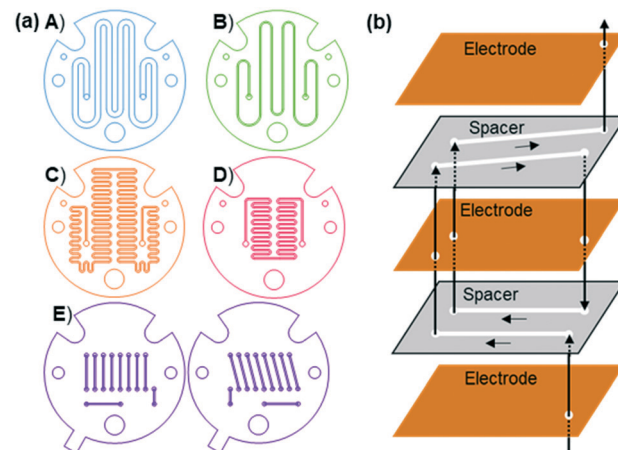 (a)
A)
B)
C)
D)
E)
(b)
Electrode
Spacer
Electrode
Spacer
Electrode